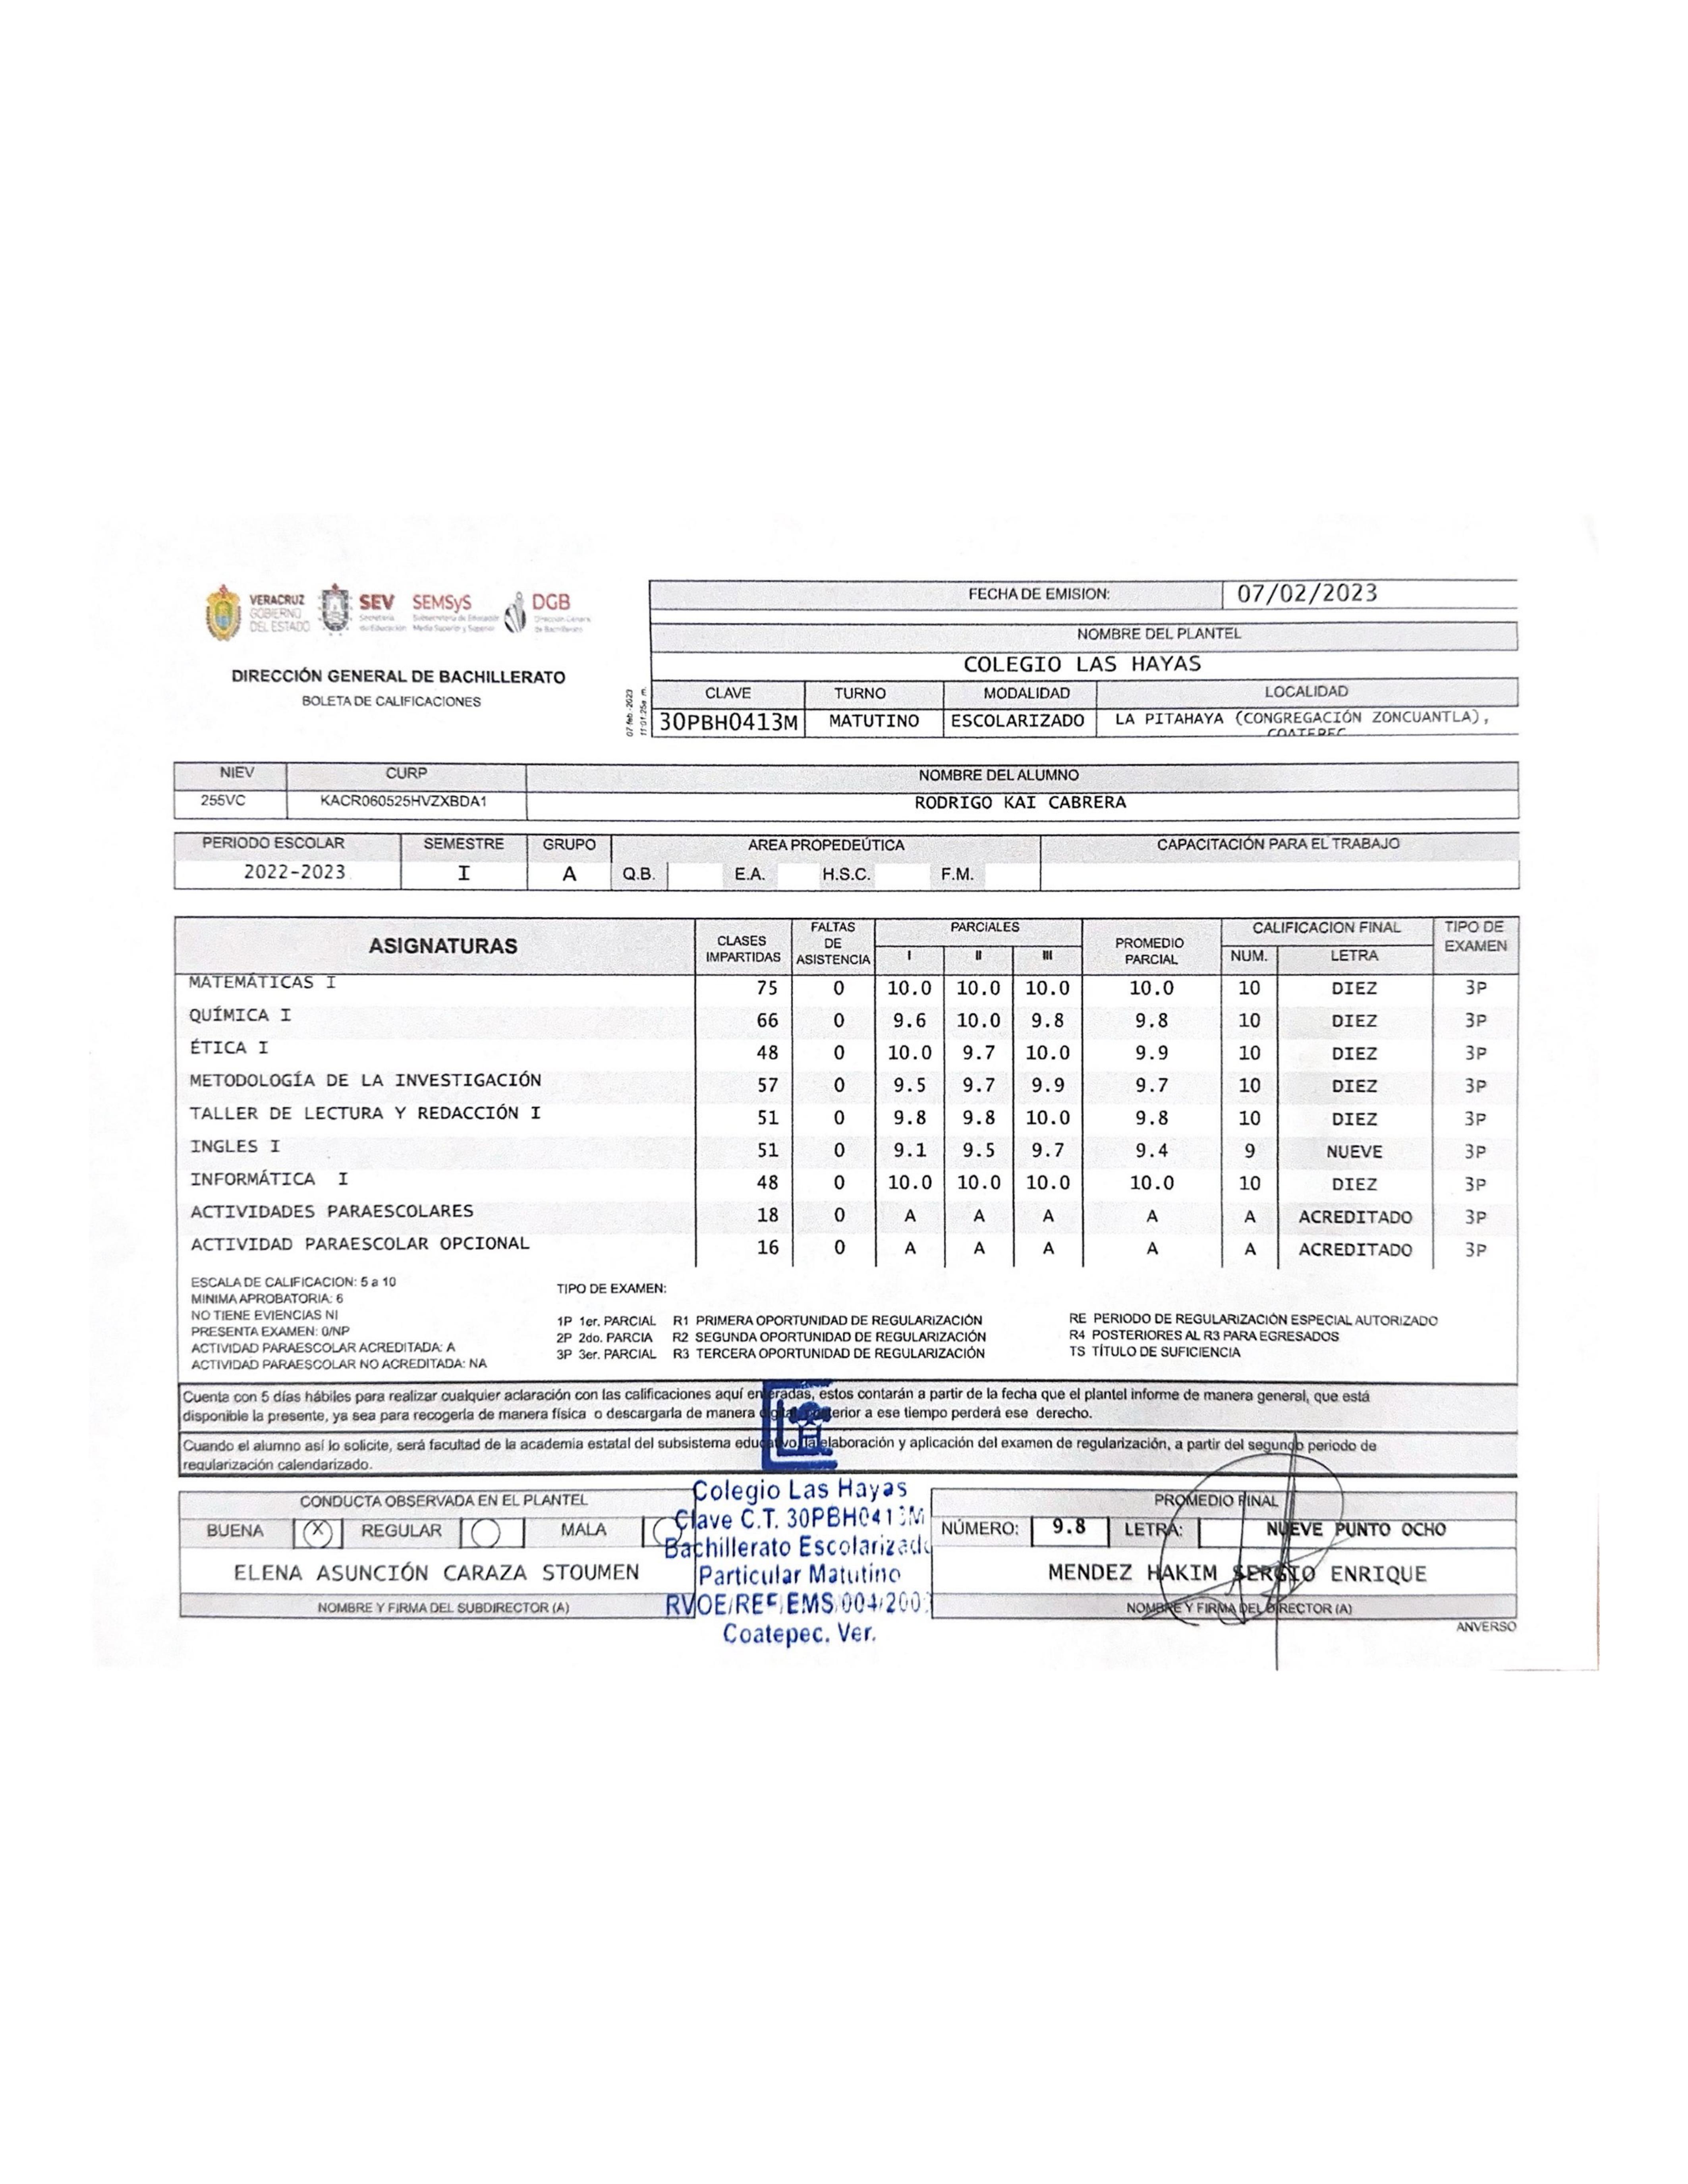 VERACRUZ
GOBIERNO
DEL ESTADO
SEV
Secretaría
de Educación
SEMSyS
Subsecretaría de Educación
Media Superior y Superior
DGB
Dirección General
de Bachillerato
DIRECCIÓN GENERAL DE BACHILLERATO
BOLETA DE CALIFICACIONES
07-feb.-2023
FECHA DE EMISION: 07/02/2023
NOMBRE DEL PLANTEL
COLEGIO LAS HAYAS
CLAVE TURNO MODALIDAD LOCALIDAD
30PBH0413M MATUTINO ESCOLARIZADO LA PITAHAYA (CONGREGACIÓN ZONCUANTLA),
COATEPEC
NIEV CURP NOMBRE DEL ALUMNO
255VC KACR060525HVZXBDA1 RODRIGO KAI CABRERA
PERIODO ESCOLAR SEMESTRE GRUPO AREA PROPEDEÚTICA CAPACITACIÓN PARA EL TRABAJO
2022-2023 I A Q.B. E.A. H.S.C. F.M.
ASIGNATURAS CLASES IMPARTIDAS FALTAS DE ASISTENCIA PARCIALES I II III PROMEDIO PARCIAL CALIFICACION FINAL NUM. LETRA TIPO DE EXAMEN
MATEMÁTICAS I 75 0 10.0 10.0 10.0 10.0 10 DIEZ 3P
QUÍMICA I 66 0 9.6 10.0 9.8 9.8 10 DIEZ 3P
ÉTICA I 48 0 10.0 9.7 10.0 9.9 10 DIEZ 3P
METODOLOGÍA DE LA INVESTIGACIÓN 57 0 9.5 9.7 9.9 9.7 10 DIEZ 3P
TALLER DE LECTURA Y REDACCIÓN I 51 0 9.8 9.8 10.0 9.8 10 DIEZ 3P
INGLES I 51 0 9.1 9.5 9.7 9.4 9 NUEVE 3P
INFORMÁTICA I 48 0 10.0 10.0 10.0 10.0 10 DIEZ 3P
ACTIVIDADES PARAESCOLARES 18 0 A A A A A ACREDITADO 3P
ACTIVIDAD PARAESCOLAR OPCIONAL 16 0 A A A A A ACREDITADO 3P
ESCALA DE CALIFICACION: 5 a 10
MINIMA APROBATORIA: 6
NO TIENE EVIENCIAS NI
PRESENTA EXAMEN: 0/NP
ACTIVIDAD PARAESCOLAR ACREDITADA: A
ACTIVIDAD PARAESCOLAR NO ACREDITADA: NA
TIPO DE EXAMEN:
1P 1er. PARCIAL R1 PRIMERA OPORTUNIDAD DE REGULARIZACIÓN RE PERIODO DE REGULARIZACIÓN ESPECIAL AUTORIZADO
2P 2do. PARCIA R2 SEGUNDA OPORTUNIDAD DE REGULARIZACIÓN R4 POSTERIORES AL R3 PARA EGRESADOS
3P 3er. PARCIAL R3 TERCERA OPORTUNIDAD DE REGULARIZACIÓN TS TÍTULO DE SUFICIENCIA
Cuenta con 5 días hábiles para realizar cualquier aclaración con las calificaciones aquí enteradas, estos contarán a partir de la fecha que el plantel informe de manera general, que está
disponible la presente, ya sea para recogerla de manera física o descargarla de manera digital, posterior a ese tiempo perderá ese derecho.
Cuando el alumno así lo solicite, será facultad de la academia estatal del subsistema educativo, la elaboración y aplicación del examen de regularización, a partir del segundo periodo de
regularización calendarizado.
CONDUCTA OBSERVADA EN EL PLANTEL
BUENA X REGULAR MALA
ELENA ASUNCIÓN CARAZA STOUMEN
NOMBRE Y FIRMA DEL SUBDIRECTOR (A)
Colegio Las Hayas
Clave C.T. 30PBH0413M
Bachillerato Escolarizado
Particular Matutino
RVOE/REF/EMS/004/200
Coatepec. Ver.
PROMEDIO FINAL
NÚMERO: 9.8 LETRA: NUEVE PUNTO OCHO
MENDEZ HAKIM SERGIO ENRIQUE
NOMBRE Y FIRMA DEL DIRECTOR (A)
ANVERSO